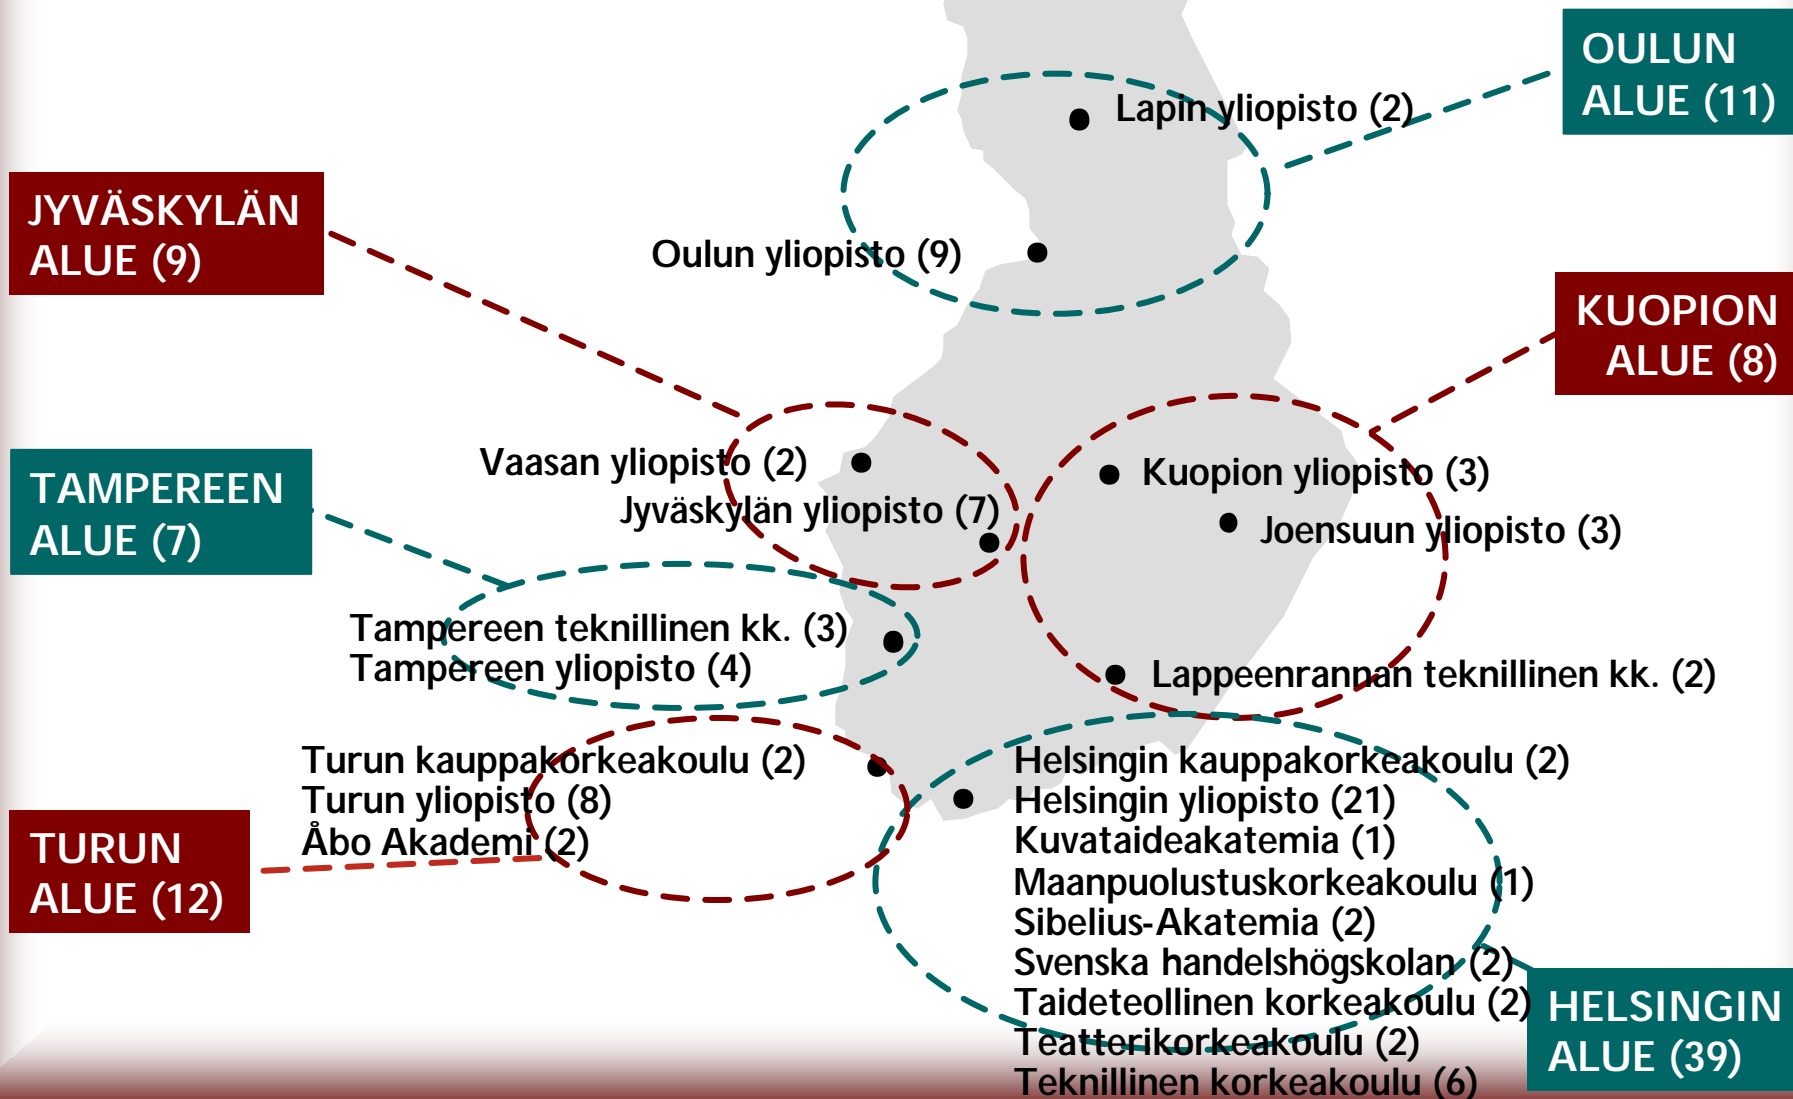 OULUN
ALUE (11)
Lapin yliopisto (2)
JYVÄSKYLÄN
ALUE (9)
Oulun yliopisto (9)
KUOPION
ALUE (8)
Vaasan yliopisto (2)
Kuopion yliopisto (3)
TAMPEREEN
ALUE (7)
Jyväskylän yliopisto (7)
Joensuun yliopisto (3)
Tampereen teknillinen kk. (3)
Tampereen yliopisto (4)
Lappeenrannan teknillinen kk. (2)
Turun kauppakorkeakoulu (2)
Turun yliopisto (8)
Åbo Akademi (2)
TURUN
ALUE (12)
Helsingin kauppakorkeakoulu (2)
Helsingin yliopisto (21)
Kuvataideakatemia (1)
Maanpuolustuskorkeakoulu (1)
Sibelius-Akatemia (2)
Svenska handelshögskolan (2)
Taideteollinen korkeakoulu (2)
Teatterikorkeakoulu (2)
Teknillinen korkeakoulu (6)
HELSINGIN
ALUE (39)